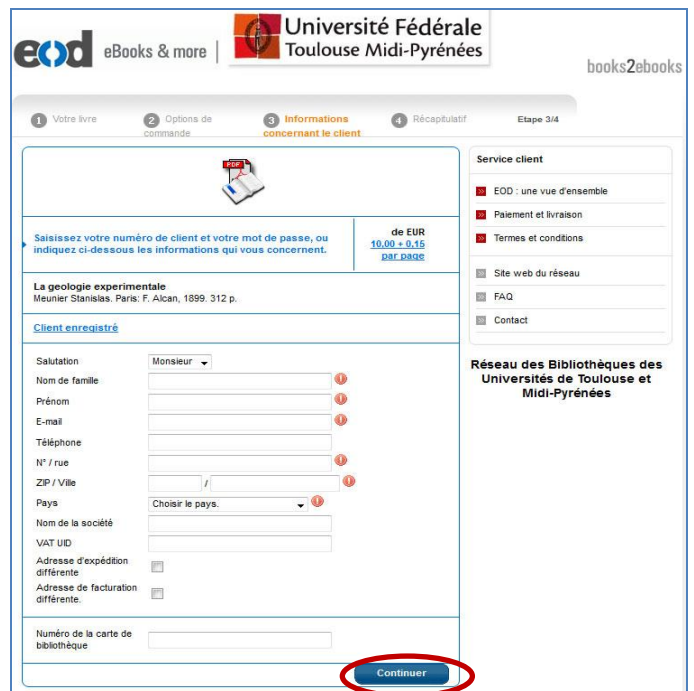 eod eBooks & more |
Université Fédérale
Toulouse Midi-Pyrénées
books2ebooks
1 Votre livre
2 Options de
commande
3 Informations
concernant le client
4 Récapitulatif
Etape 3/4
PDF
Saisissez votre numéro de client et votre mot de passe, ou
indiquez ci-dessous les informations qui vous concernent.
de EUR
10,00 + 0,15
par page
La geologie experimentale
Meunier Stanislas. Paris: F. Alcan, 1899. 312 p.
Client enregistré
Salutation Monsieur
Nom de famille
Prénom
E-mail
Téléphone
N° / rue
ZIP / Ville /
Pays Choisir le pays.
Nom de la société
VAT UID
Adresse d'expédition
différente
Adresse de facturation
différente.
Numéro de la carte de
bibliothèque
Continuer
Service client
EOD : une vue d'ensemble
Paiement et livraison
Termes et conditions
Site web du réseau
FAQ
Contact
Réseau des Bibliothèques des
Universités de Toulouse et
Midi-Pyrénées